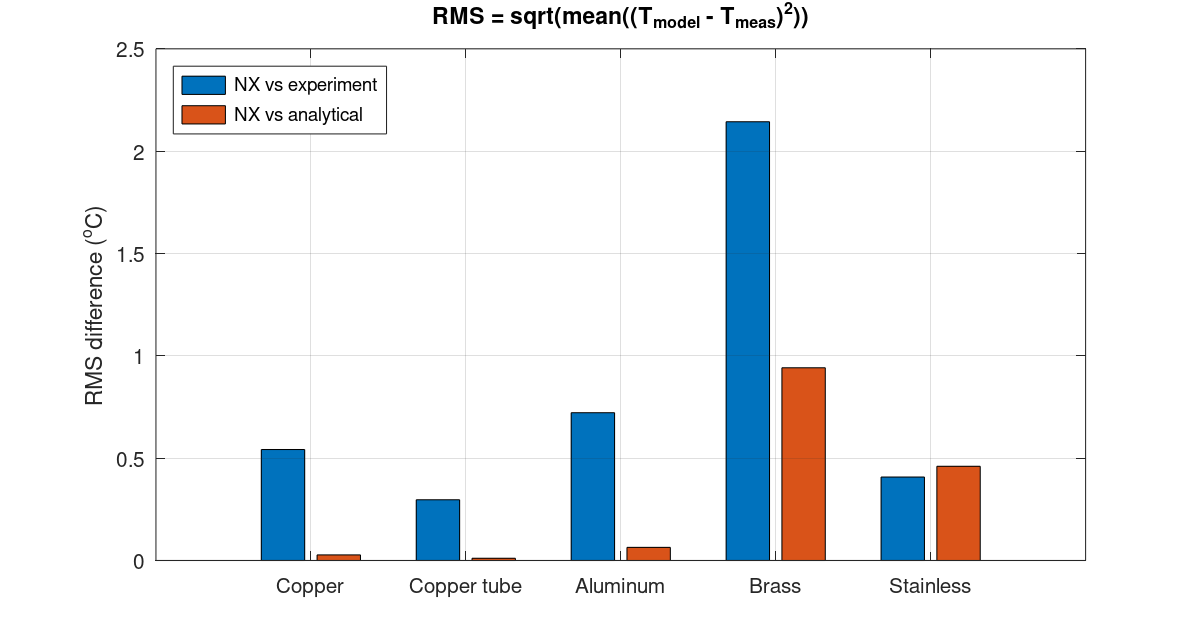 RMS = sqrt(mean((T_model - T_meas)^2))
NX vs experiment
NX vs analytical
RMS difference (°C)
2.5
2
1.5
1
0.5
0
Copper
Copper tube
Aluminum
Brass
Stainless